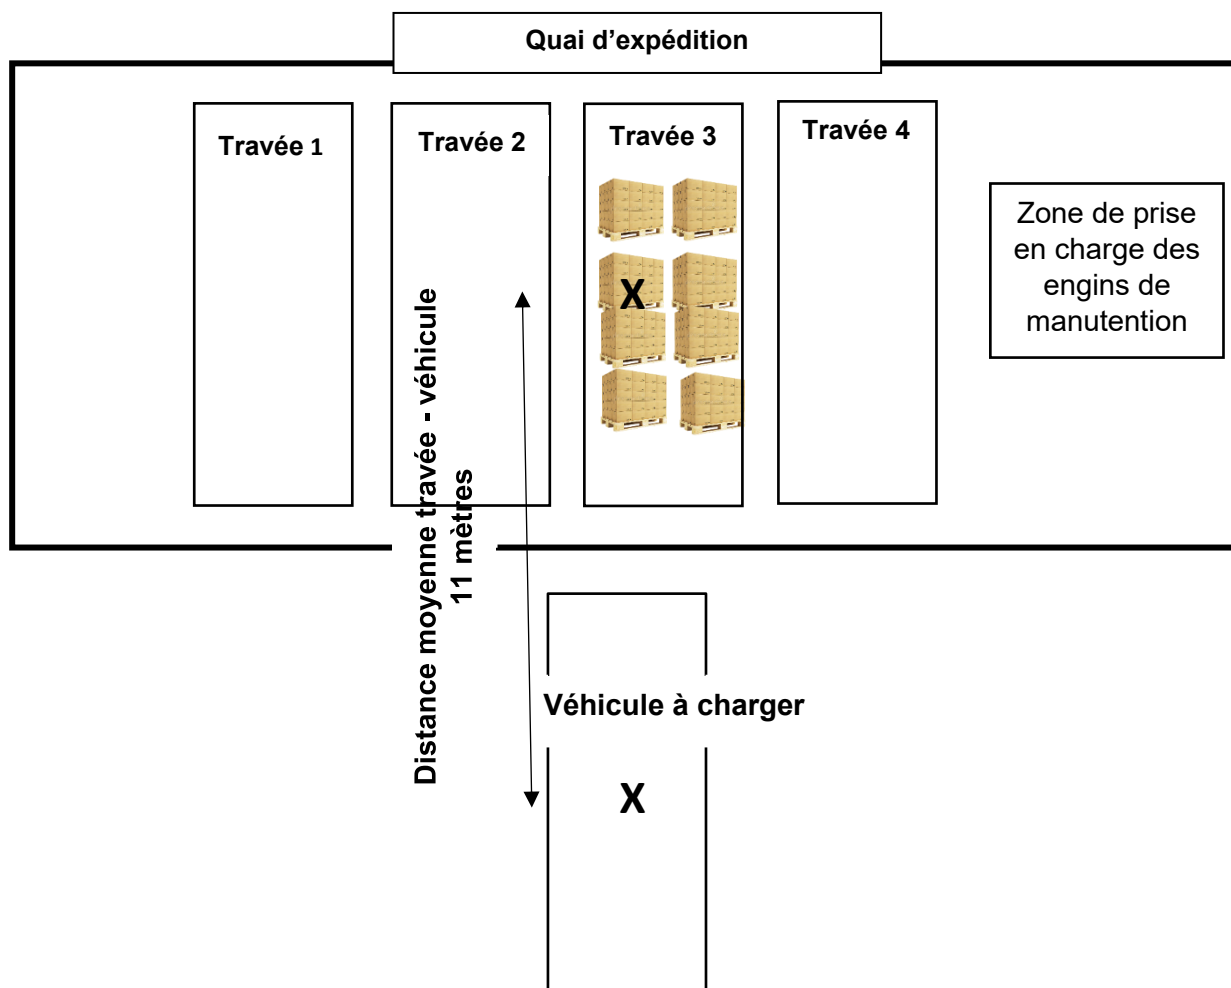 Quai d’expédition
Travée 1
Travée 2
Travée 3
Travée 4
Zone de prise
en charge des
engins de
manutention
X
Distance moyenne travée - véhicule
11 mètres
Véhicule à charger
X